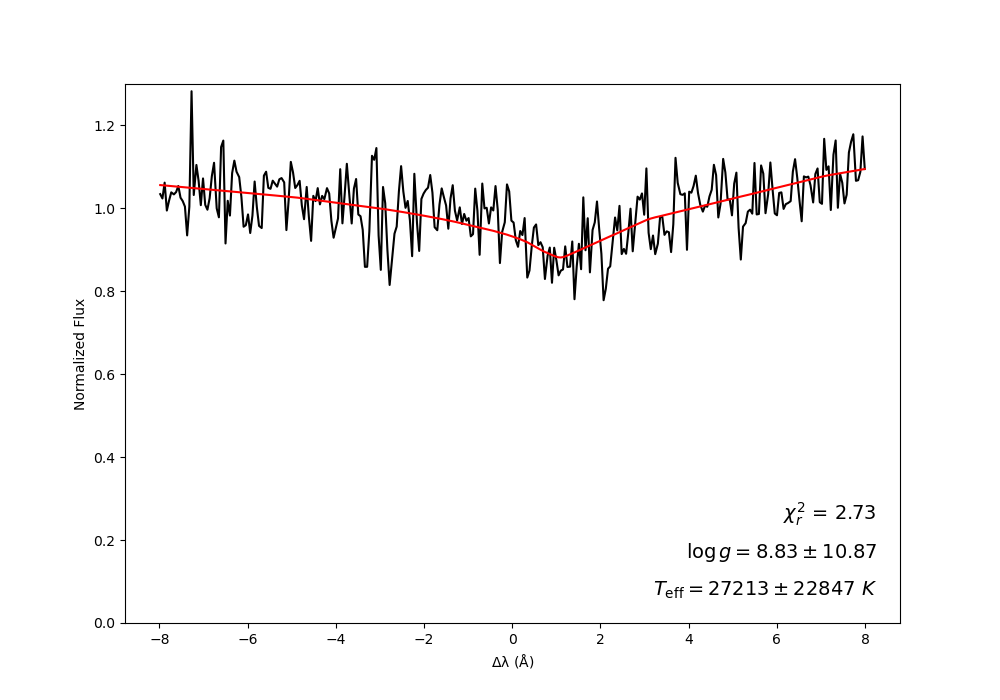 1.2
1.0
0.8
0.6
0.4
0.2
0.0
Normalized Flux
χ²ᵣ = 2.73
log g = 8.83 ± 10.87
T_eff = 27213 ± 22847 K
−8 −6 −4 −2 0 2 4 6 8
Δλ (Å)